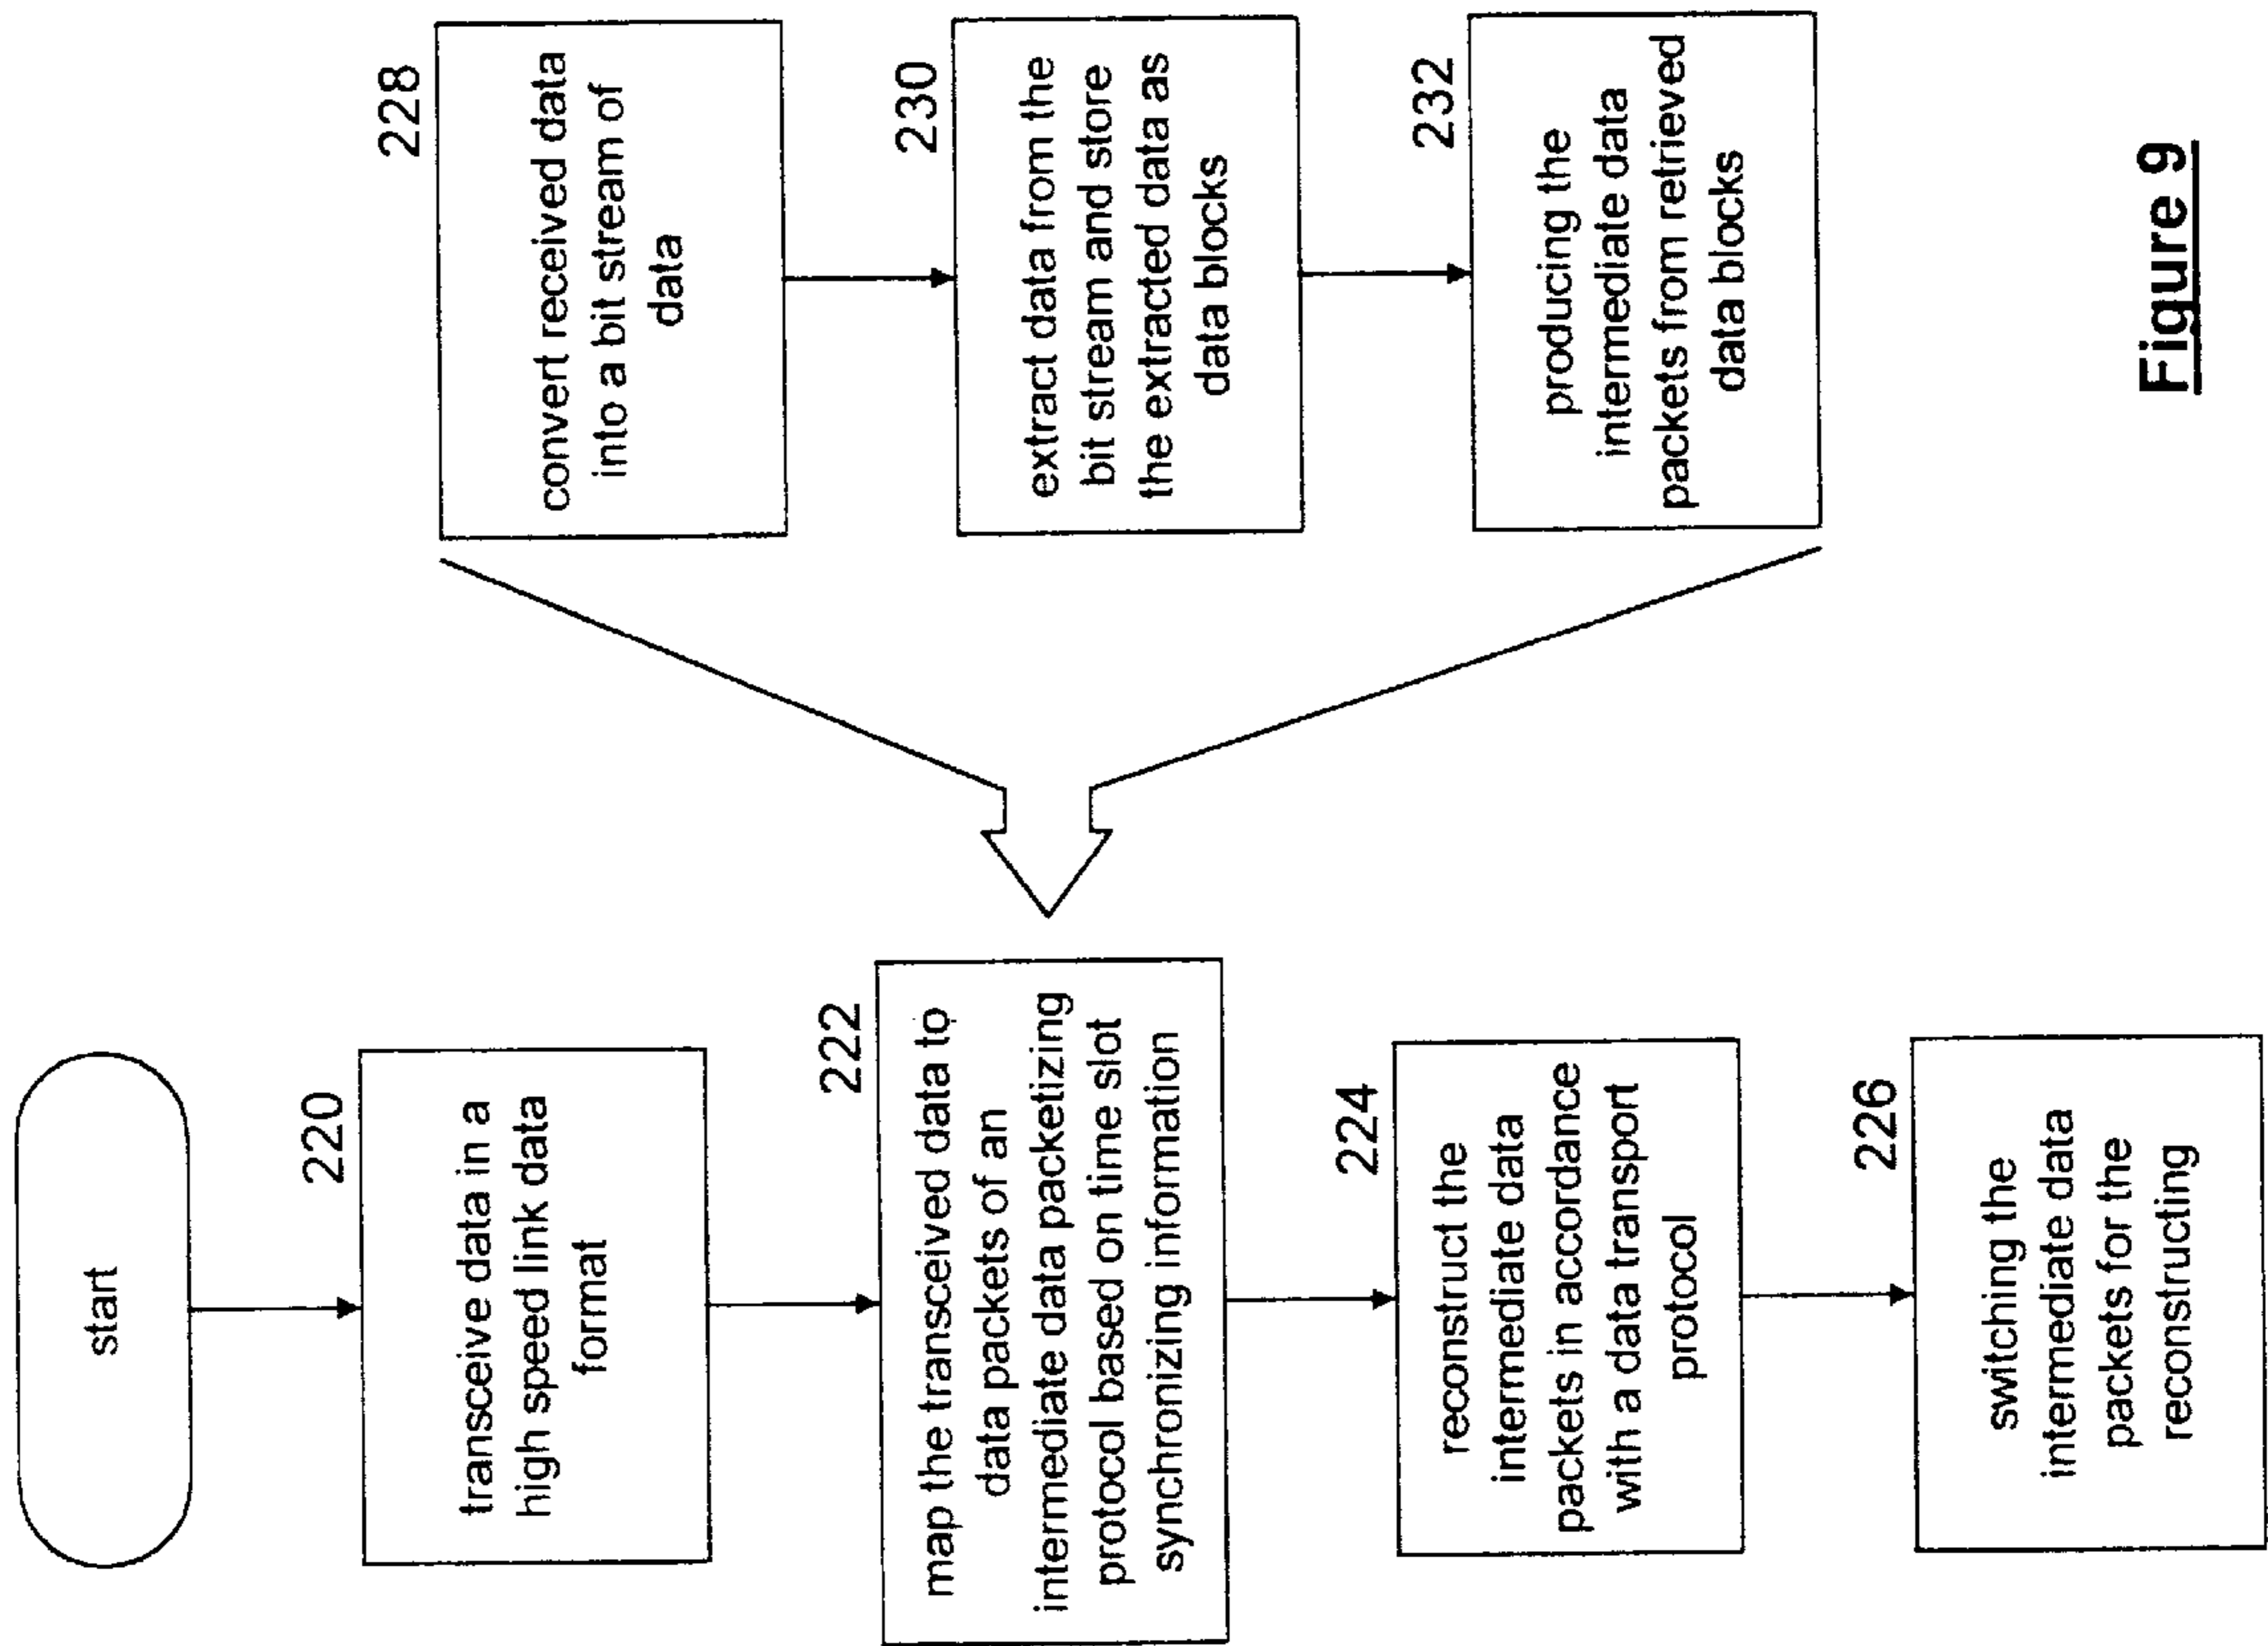 start
220
transceive data in a
high speed link data
format
222
map the transceived data to
data packets of an
intermediate data packetizing
protocol based on time slot
synchronizing information
224
reconstruct the
intermediate data
packets in accordance
with a data transport
protocol
226
switching the
intermediate data
packets for the
reconstructing
228
convert received data
into a bit stream of
data
230
extract data from the
bit stream and store
the extracted data as
data blocks
232
producing the
intermediate data
packets from retrieved
data blocks
Figure 9